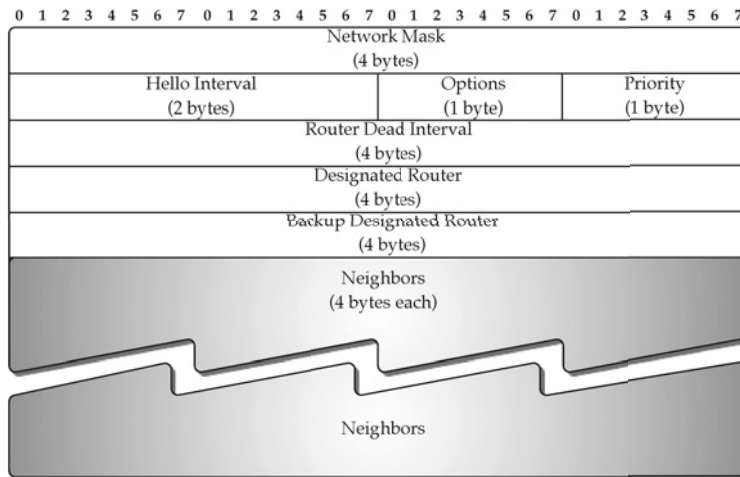 0 1 2 3 4 5 6 7 0 1 2 3 4 5 6 7 0 1 2 3 4 5 6 7 0 1 2 3 4 5 6 7
Network Mask
(4 bytes)
Hello Interval
(2 bytes)
Options
(1 byte)
Priority
(1 byte)
Router Dead Interval
(4 bytes)
Designated Router
(4 bytes)
Backup Designated Router
(4 bytes)
Neighbors
(4 bytes each)
Neighbors